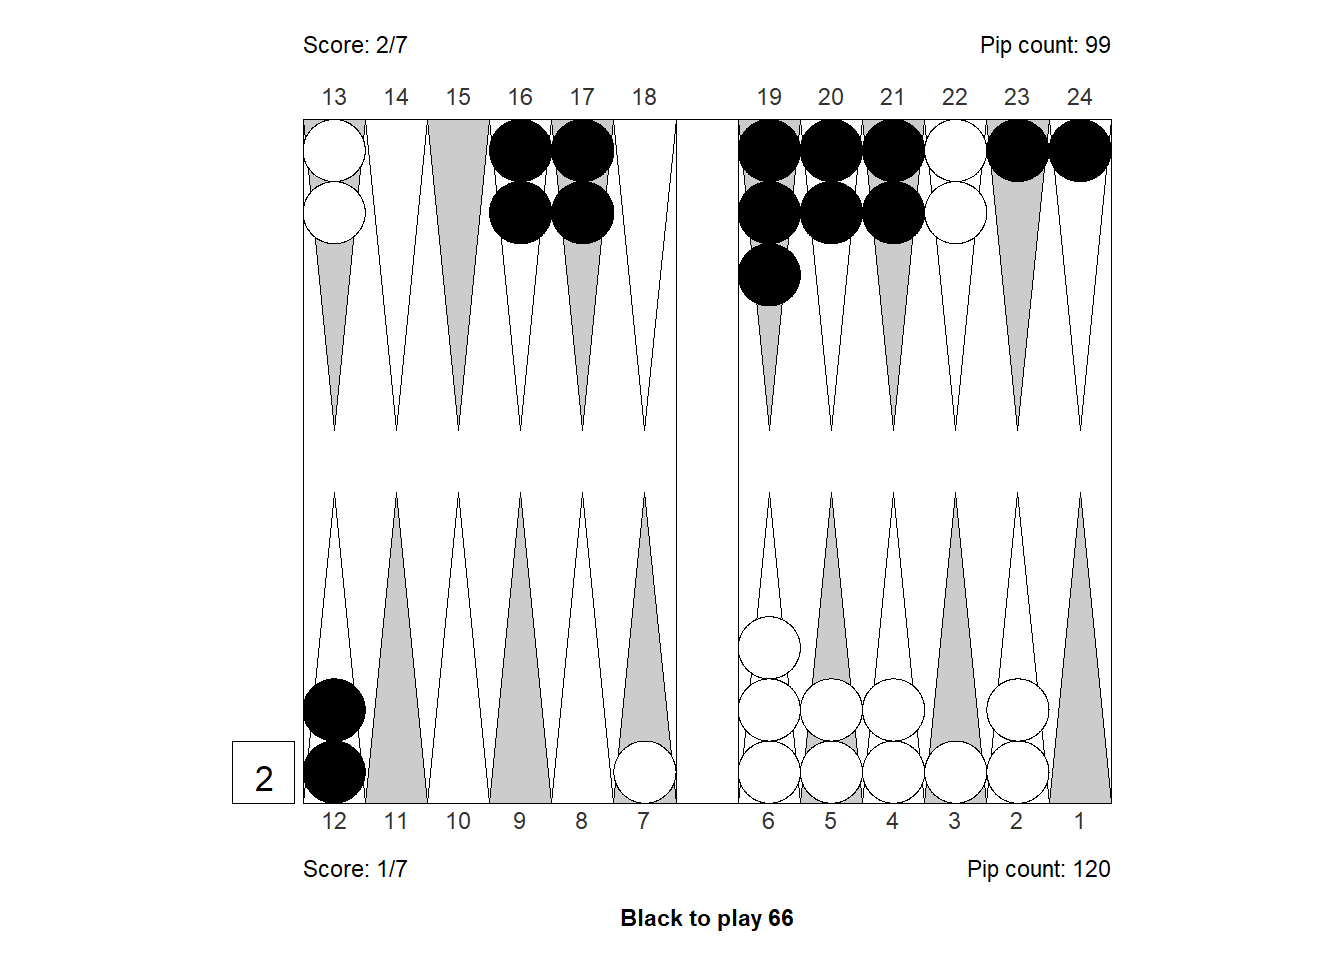 Score: 2/7 Pip count: 99
13 14 15 16 17 18 19 20 21 22 23 24
2
12 11 10 9 8 7 6 5 4 3 2 1
Score: 1/7 Pip count: 120
Black to play 66